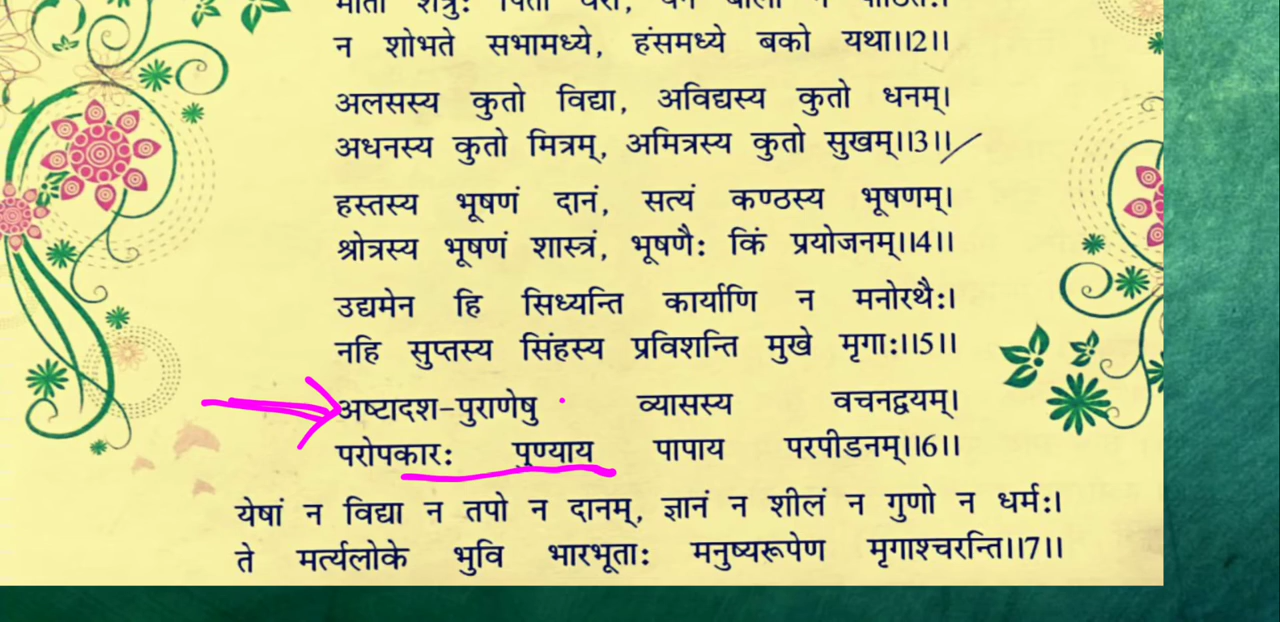 न शोभते सभामध्ये, हंसमध्ये बको यथा।।2।।
अलसस्य कुतो विद्या, अविद्यस्य कुतो धनम्।
अधनस्य कुतो मित्रम्, अमित्रस्य कुतो सुखम्।।3।।
हस्तस्य भूषणं दानं, सत्यं कण्ठस्य भूषणम्।
श्रोत्रस्य भूषणं शास्त्रं, भूषणैः किं प्रयोजनम्।।4।।
उद्यमेन हि सिध्यन्ति कार्याणि न मनोरथैः।
नहि सुप्तस्य सिंहस्य प्रविशन्ति मुखे मृगाः।।5।।
अष्टादश-पुराणेषु व्यासस्य वचनद्वयम्।
परोपकारः पुण्याय पापाय परपीडनम्।।6।।
येषां न विद्या न तपो न दानम्, ज्ञानं न शीलं न गुणो न धर्मः।
ते मर्त्यलोके भुवि भारभूताः मनुष्यरूपेण मृगाश्चरन्ति।।7।।